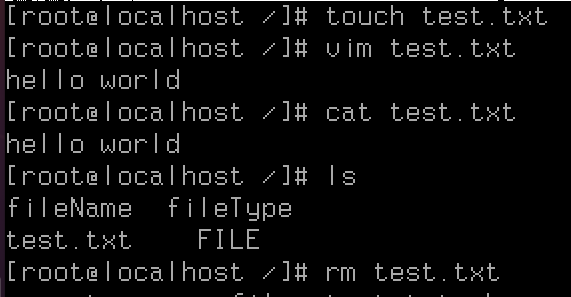 [root@localhost /]# touch test.txt
[root@localhost /]# vim test.txt
hello world
[root@localhost /]# cat test.txt
hello world
[root@localhost /]# ls
fileName  fileType
test.txt    FILE
[root@localhost /]# rm test.txt